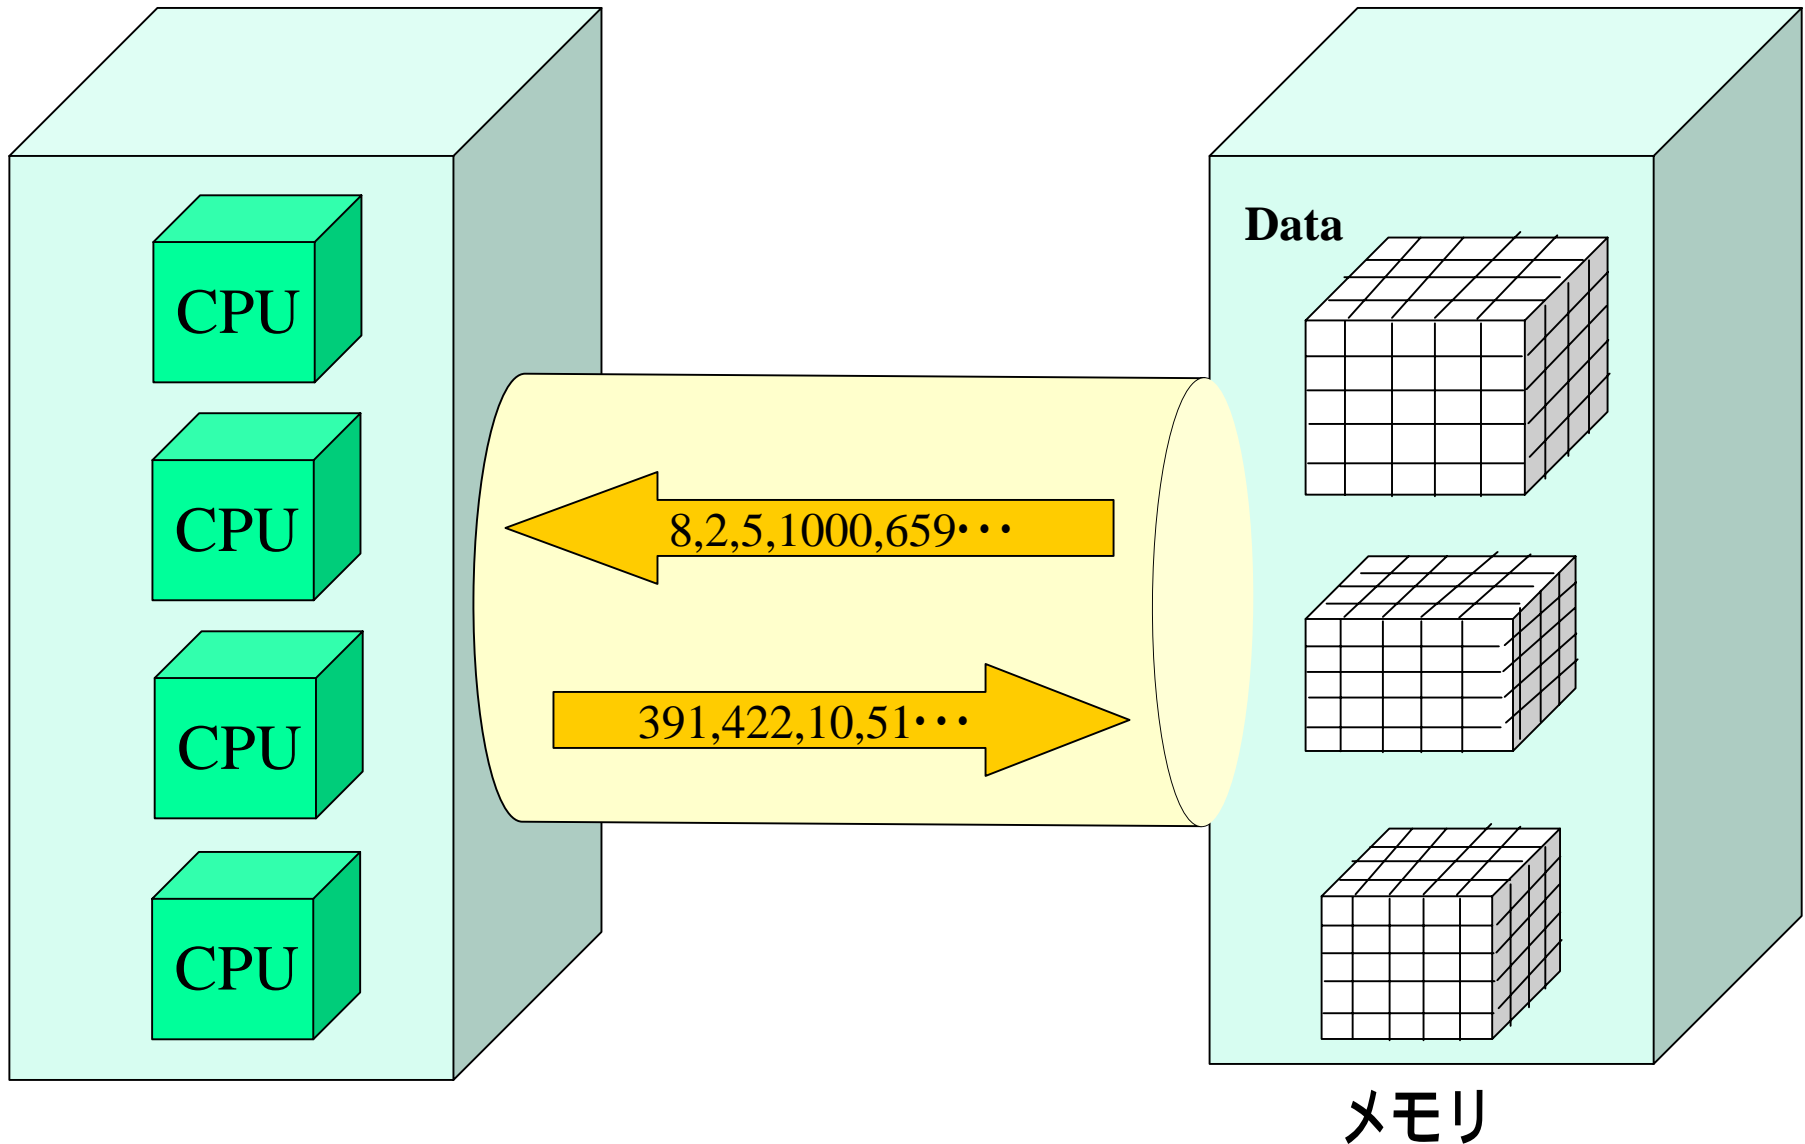 CPU
CPU
CPU
CPU
8,2,5,1000,659･･･
391,422,10,51･･･
Data
メモリ